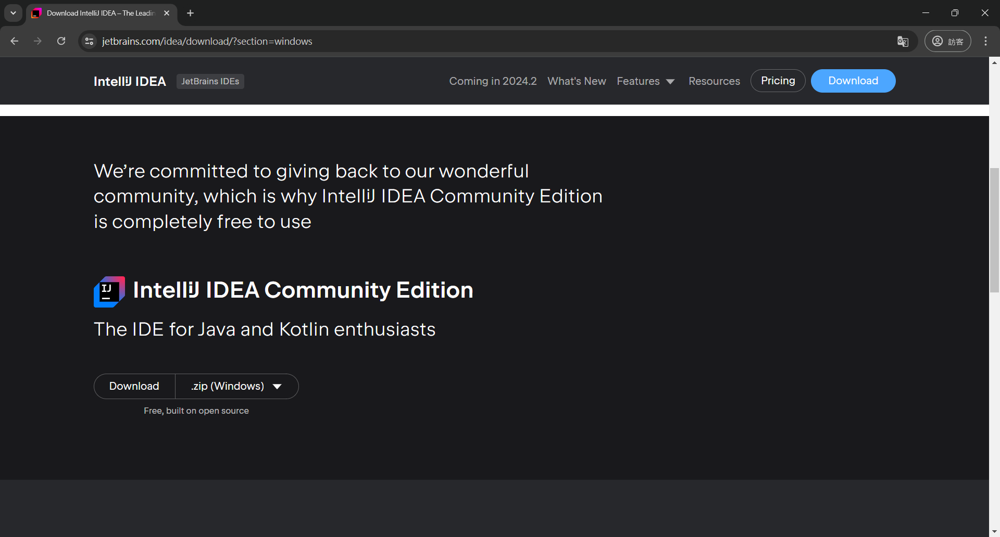 Download IntelliJ IDEA – The Leadin
jetbrains.com/idea/download/?section=windows
訪客
IntelliJ IDEA
JetBrains IDEs
Coming in 2024.2
What's New
Features
Resources
Pricing
Download
We’re committed to giving back to our wonderful
community, which is why IntelliJ IDEA Community Edition
is completely free to use
IJ
IntelliJ IDEA Community Edition
The IDE for Java and Kotlin enthusiasts
Download
.zip (Windows)
Free, built on open source